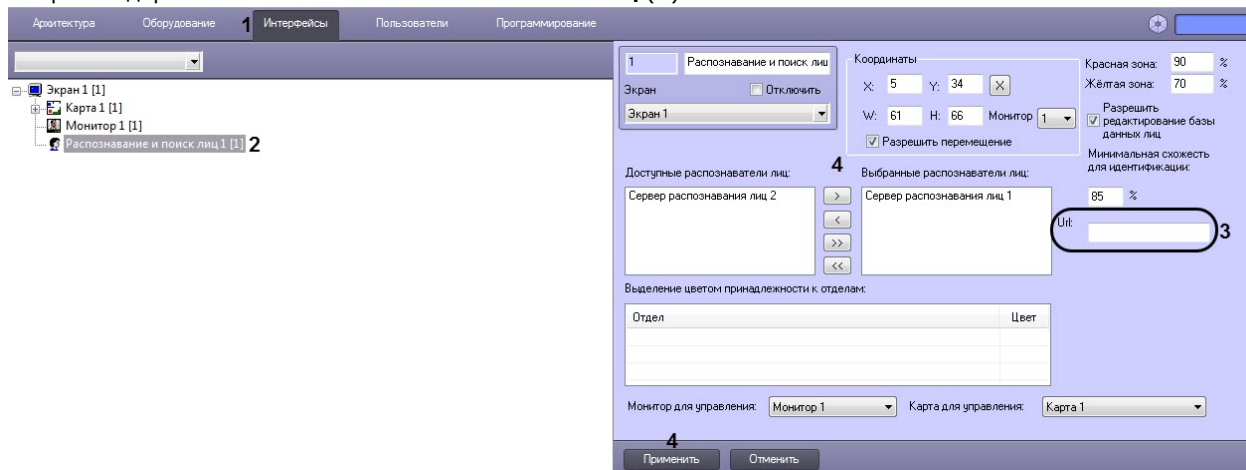 Архитектура Оборудование 1 Интерфейсы Пользователи Программирование
Экран 1 [1]
Карта 1 [1]
Монитор 1 [1]
Распознавание и поиск лиц 1 [1] 2
1 Распознавание и поиск лиц
Экран Отключить
Экран 1
Координаты
X: 5 Y: 34 X
W: 61 H: 66 Монитор 1
Разрешить перемещение
Красная зона: 90 %
Жёлтая зона: 70 %
Разрешить
редактирование базы
данных лиц
Минимальная схожесть
для идентификации:
85 %
Url: 3
4
Доступные распознаватели лиц: Выбранные распознаватели лиц:
Сервер распознавания лиц 2 > Сервер распознавания лиц 1
<
>>
<<
Выделение цветом принадлежности к отделам:
Отдел Цвет
Монитор для управления: Монитор 1 Карта для управления: Карта 1
4
Применить Отменить